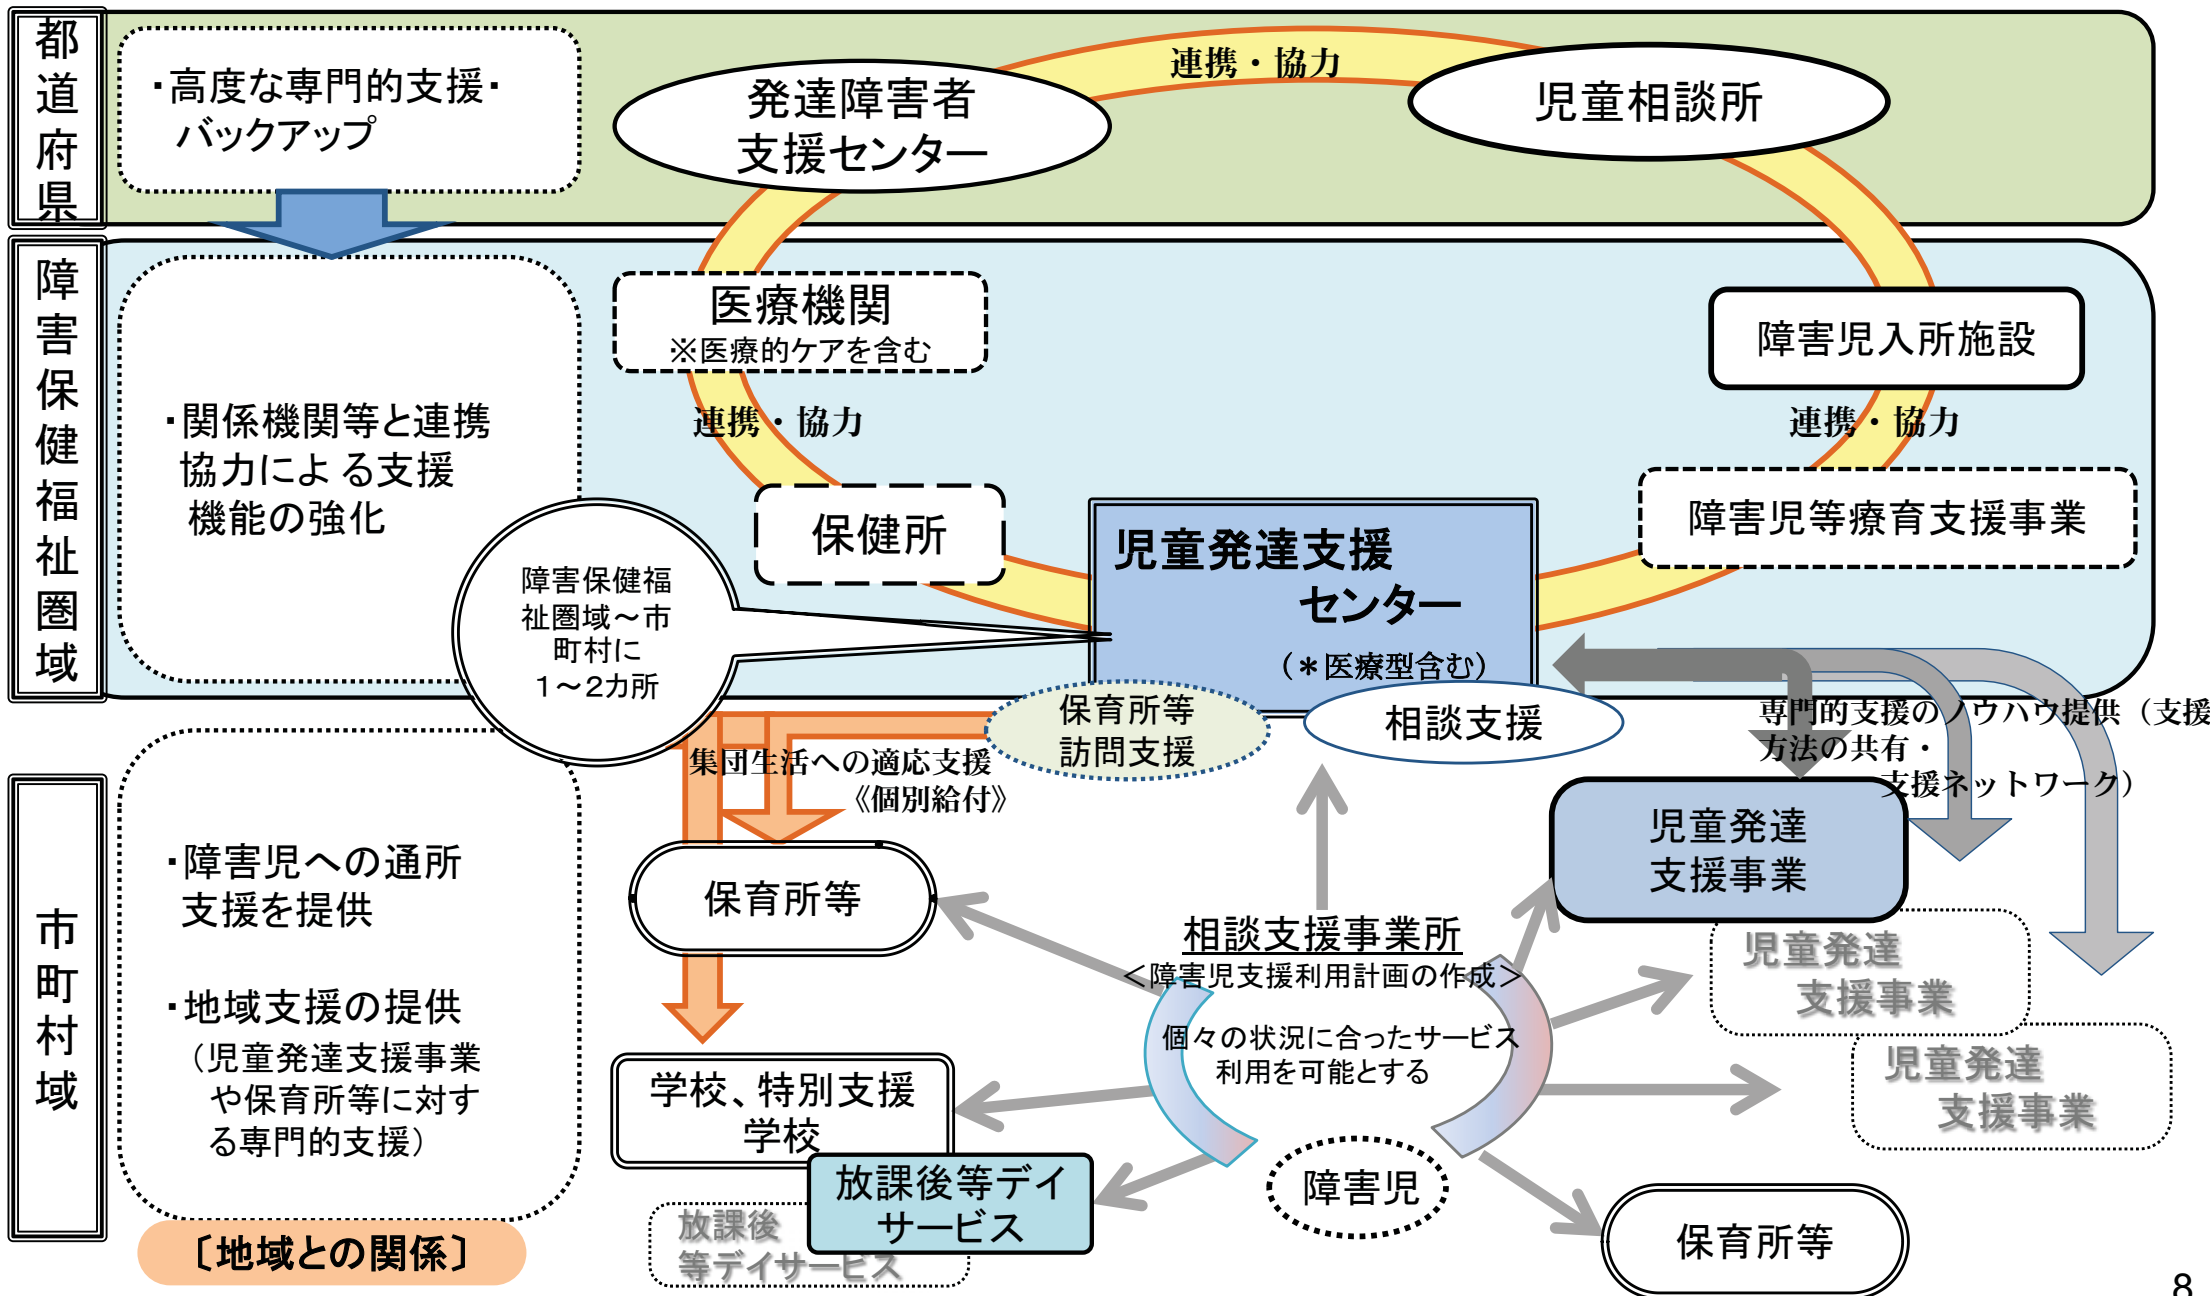 都道府県
・高度な専門的支援・
バックアップ
発達障害者
支援センター
連携・協力
児童相談所
障害保健福祉圏域
・関係機関等と連携
協力による支援
機能の強化
医療機関
※医療的ケアを含む
連携・協力
保健所
障害児入所施設
連携・協力
障害児等療育支援事業
児童発達支援
センター
（＊医療型含む）
障害保健福
祉圏域～市
町村に
１～２カ所
保育所等
訪問支援
相談支援
専門的支援のノウハウ提供（支援
方法の共有・
支援ネットワーク）
集団生活への適応支援
《個別給付》
市町村域
・障害児への通所
支援を提供
・地域支援の提供
（児童発達支援事業
や保育所等に対す
る専門的支援）
〔地域との関係〕
保育所等
学校、特別支援
学校
放課後等デイ
サービス
放課後
等デイサービス
相談支援事業所
＜障害児支援利用計画の作成＞
個々の状況に合ったサービス
利用を可能とする
障害児
児童発達
支援事業
児童発達
支援事業
児童発達
支援事業
保育所等
8